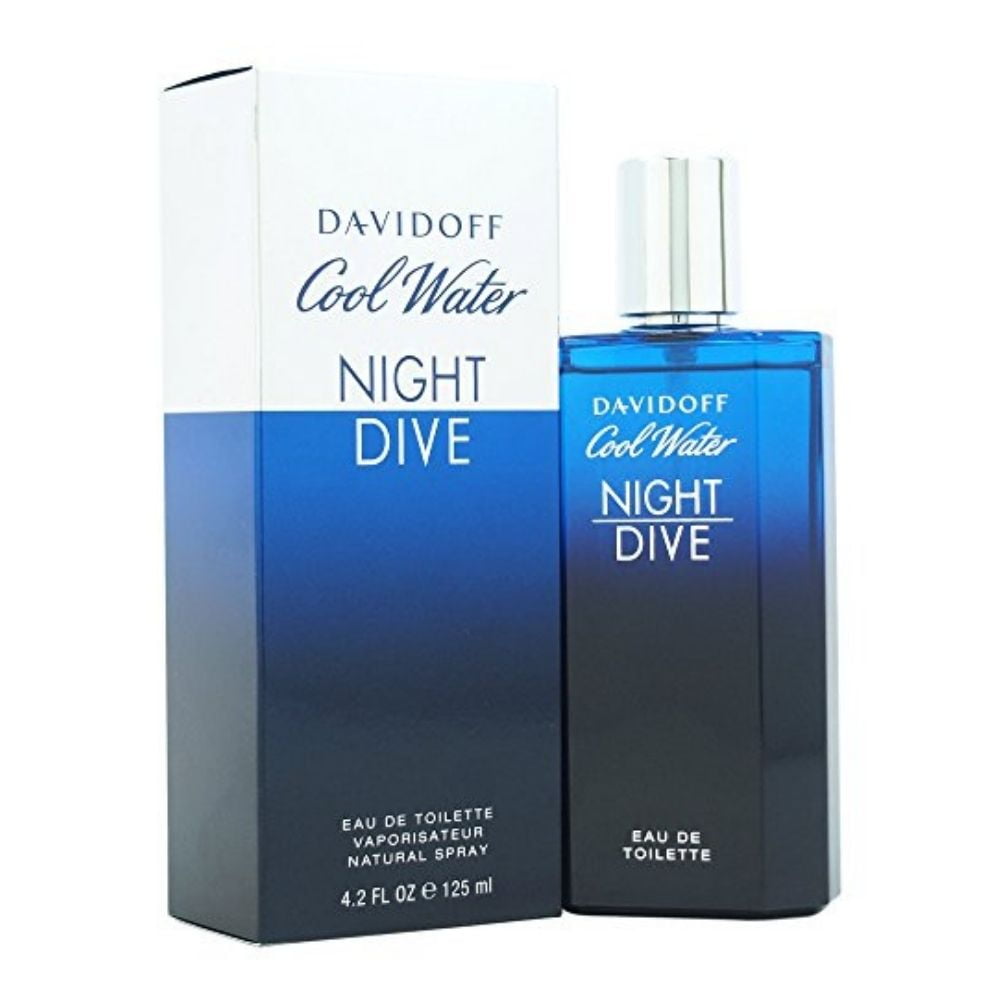 DAVIDOFF
Cool Water
NIGHT
DIVE
EAU DE TOILETTE
VAPORISATEUR
NATURAL SPRAY
4.2 FL OZ e 125 ml
DAVIDOFF
Cool Water
NIGHT
DIVE
EAU DE
TOILETTE